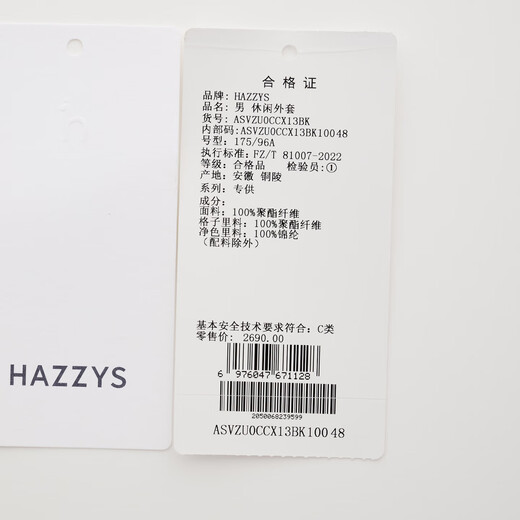 合格证
品牌: HAZZYS
品名: 男 休闲外套
货号: ASVZU0CCX13BK
内部码: ASVZU0CCX13BK10048
号型: 175/96A
执行标准: FZ/T 81007-2022
等级: 合格品 检验员:①
产地: 安徽 铜陵
系列: 专供
成分:
面料: 100%聚酯纤维
格子里料: 100%聚酯纤维
净色里料: 100%锦纶
(配料除外)
基本安全技术要求符合: C类
零售价: 2690.00
6 976047 671128
2050068239599
ASVZU0CCX13BK10048
HAZZYS